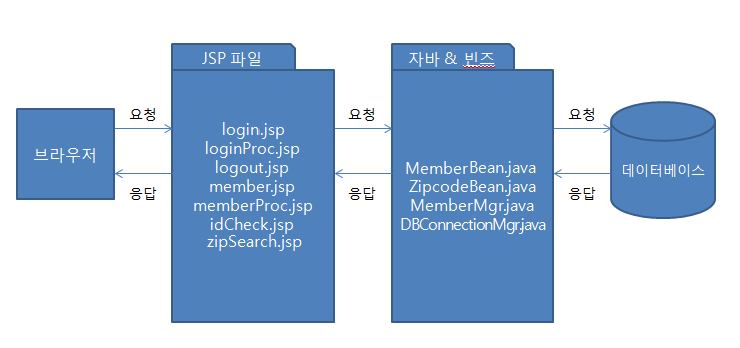 브라우저
요청
응답
JSP 파일
login.jsp
loginProc.jsp
logout.jsp
member.jsp
memberProc.jsp
idCheck.jsp
zipSearch.jsp
요청
응답
자바 & 빈즈
MemberBean.java
ZipcodeBean.java
MemberMgr.java
DBConnectionMgr.java
요청
응답
데이터베이스